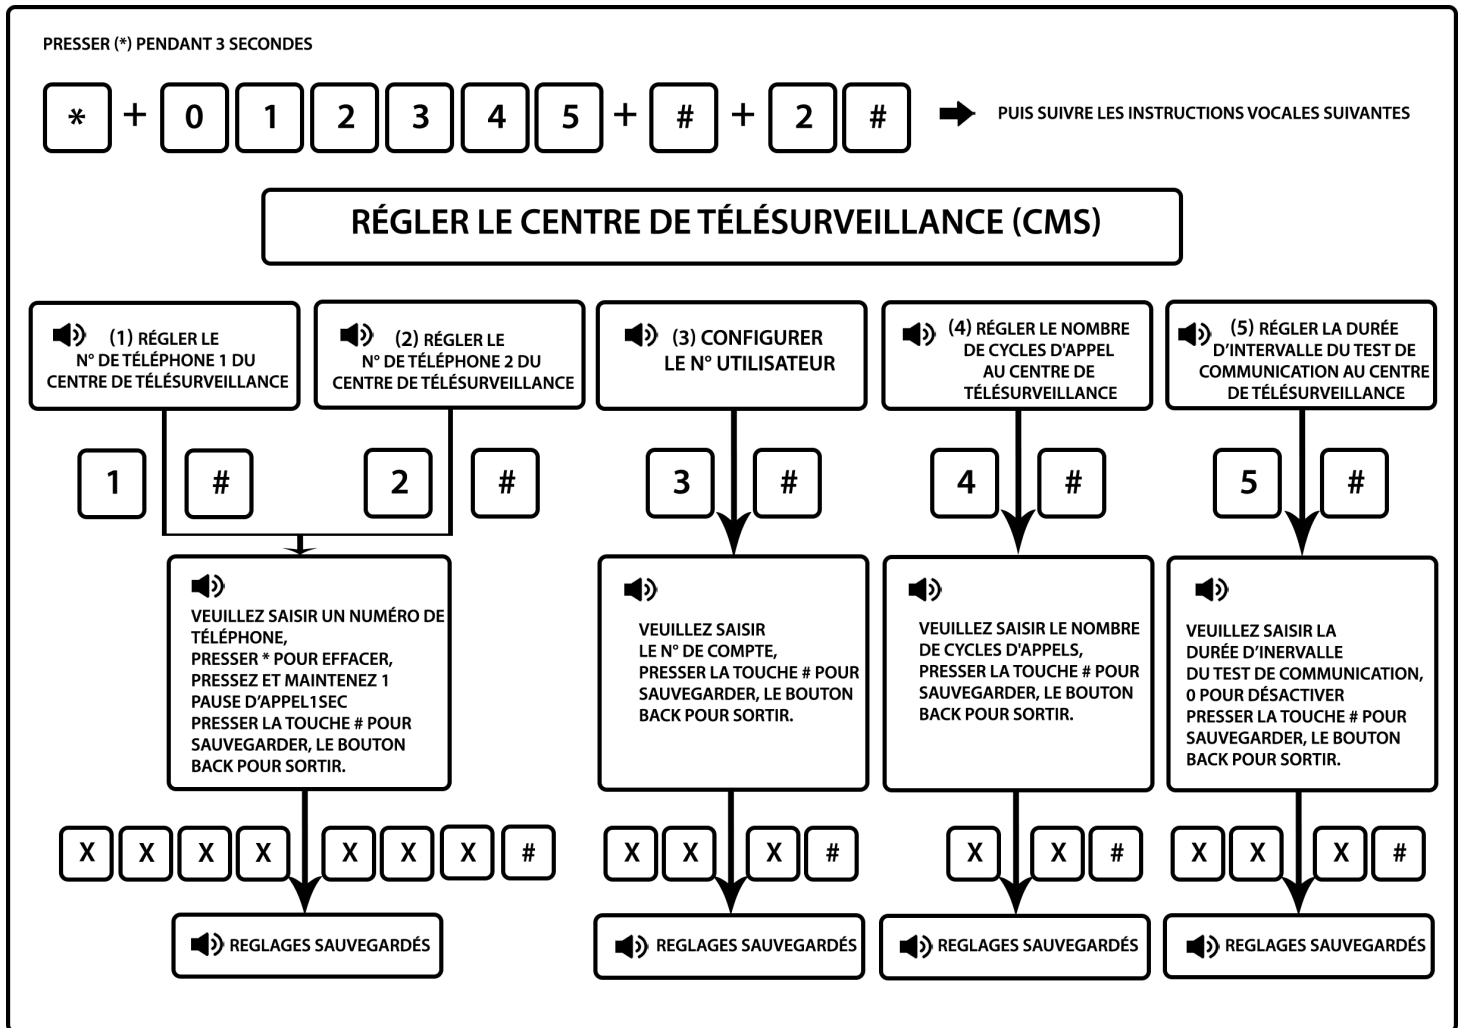 PRESSER (*) PENDANT 3 SECONDES
* + 0 1 2 3 4 5 + # + 2 # PUIS SUIVRE LES INSTRUCTIONS VOCALES SUIVANTES
RÉGLER LE CENTRE DE TÉLÉSURVEILLANCE (CMS)
(1) RÉGLER LE
N° DE TÉLÉPHONE 1 DU
CENTRE DE TÉLÉSURVEILLANCE
(2) RÉGLER LE
N° DE TÉLÉPHONE 2 DU
CENTRE DE TÉLÉSURVEILLANCE
(3) CONFIGURER
LE N° UTILISATEUR
(4) RÉGLER LE NOMBRE
DE CYCLES D'APPEL
AU CENTRE DE
TÉLÉSURVEILLANCE
(5) RÉGLER LA DURÉE
D'INTERVALLE DU TEST DE
COMMUNICATION AU CENTRE
DE TÉLÉSURVEILLANCE
1 # 2 # 3 # 4 # 5 #
VEUILLEZ SAISIR UN NUMÉRO DE
TÉLÉPHONE,
PRESSER * POUR EFFACER,
PRESSEZ ET MAINTENEZ 1
PAUSE D'APPEL1SEC
PRESSER LA TOUCHE # POUR
SAUVEGARDER, LE BOUTON
BACK POUR SORTIR.
VEUILLEZ SAISIR
LE N° DE COMPTE,
PRESSER LA TOUCHE # POUR
SAUVEGARDER, LE BOUTON
BACK POUR SORTIR.
VEUILLEZ SAISIR LE NOMBRE
DE CYCLES D'APPELS,
PRESSER LA TOUCHE # POUR
SAUVEGARDER, LE BOUTON
BACK POUR SORTIR.
VEUILLEZ SAISIR LA
DURÉE D'INERVALLE
DU TEST DE COMMUNICATION,
0 POUR DÉSACTIVER
PRESSER LA TOUCHE # POUR
SAUVEGARDER, LE BOUTON
BACK POUR SORTIR.
X X X X X X X # X X X # X X # X X X #
REGLAGES SAUVEGARDÉS
REGLAGES SAUVEGARDÉS
REGLAGES SAUVEGARDÉS
REGLAGES SAUVEGARDÉS